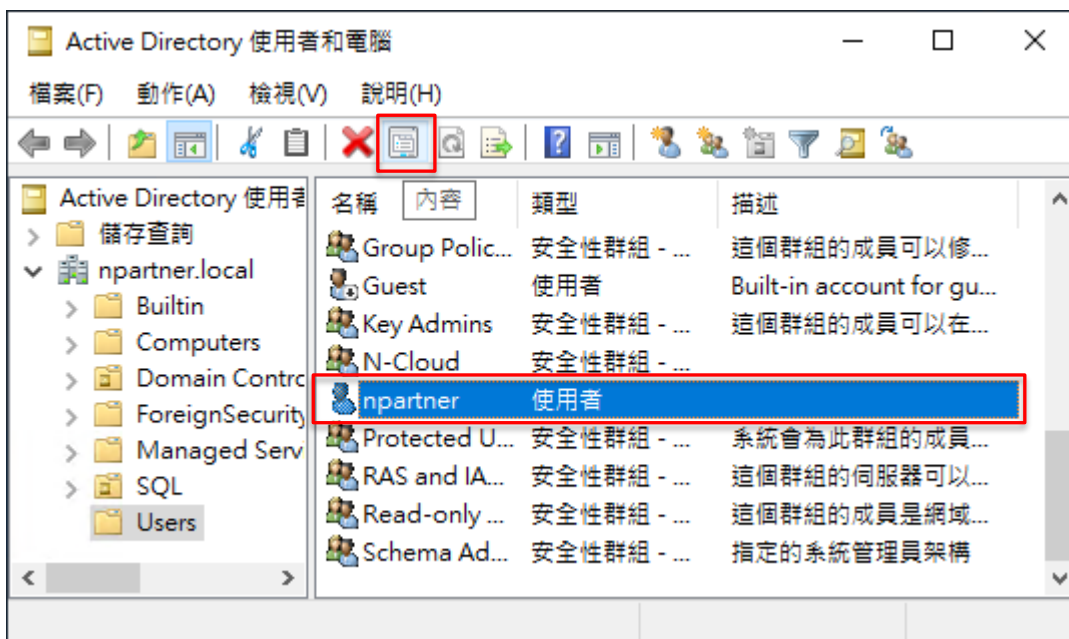 Active Directory 使用者和電腦
檔案(F) 動作(A) 檢視(V) 說明(H)
Active Directory 使用者
儲存查詢
npartner.local
Builtin
Computers
Domain Contro
ForeignSecurity
Managed Serv
SQL
Users
名稱 內容 類型 描述
Group Polic... 安全性群組 - ... 這個群組的成員可以修...
Guest 使用者 Built-in account for gu...
Key Admins 安全性群組 - ... 這個群組的成員可以在...
N-Cloud 安全性群組 - ...
npartner 使用者
Protected U... 安全性群組 - ... 系統會為此群組的成員...
RAS and IA... 安全性群組 - ... 這個群組的伺服器可以...
Read-only ... 安全性群組 - ... 這個群組的成員是網域...
Schema Ad... 安全性群組 - ... 指定的系統管理員架構